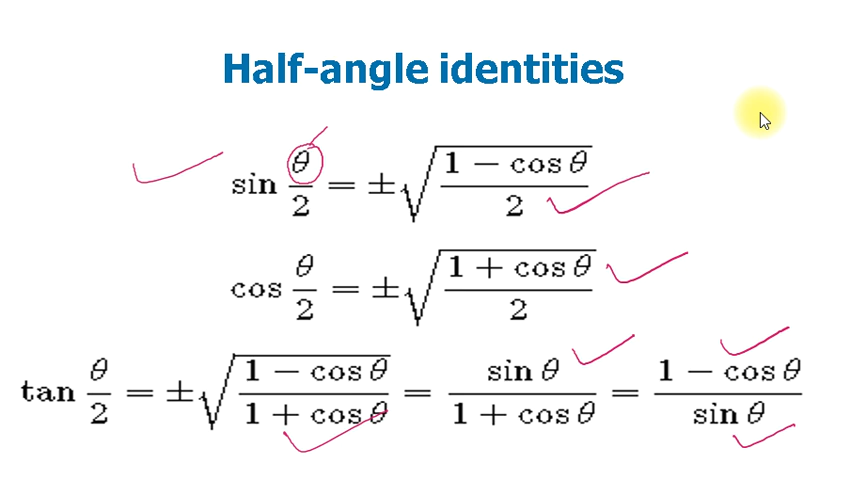 Half-angle identities
sin θ/2 = ±√((1 − cos θ)/2)
cos θ/2 = ±√((1 + cos θ)/2)
tan θ/2 = ±√((1 − cos θ)/(1 + cos θ)) = sin θ/(1 + cos θ) = (1 − cos θ)/sin θ